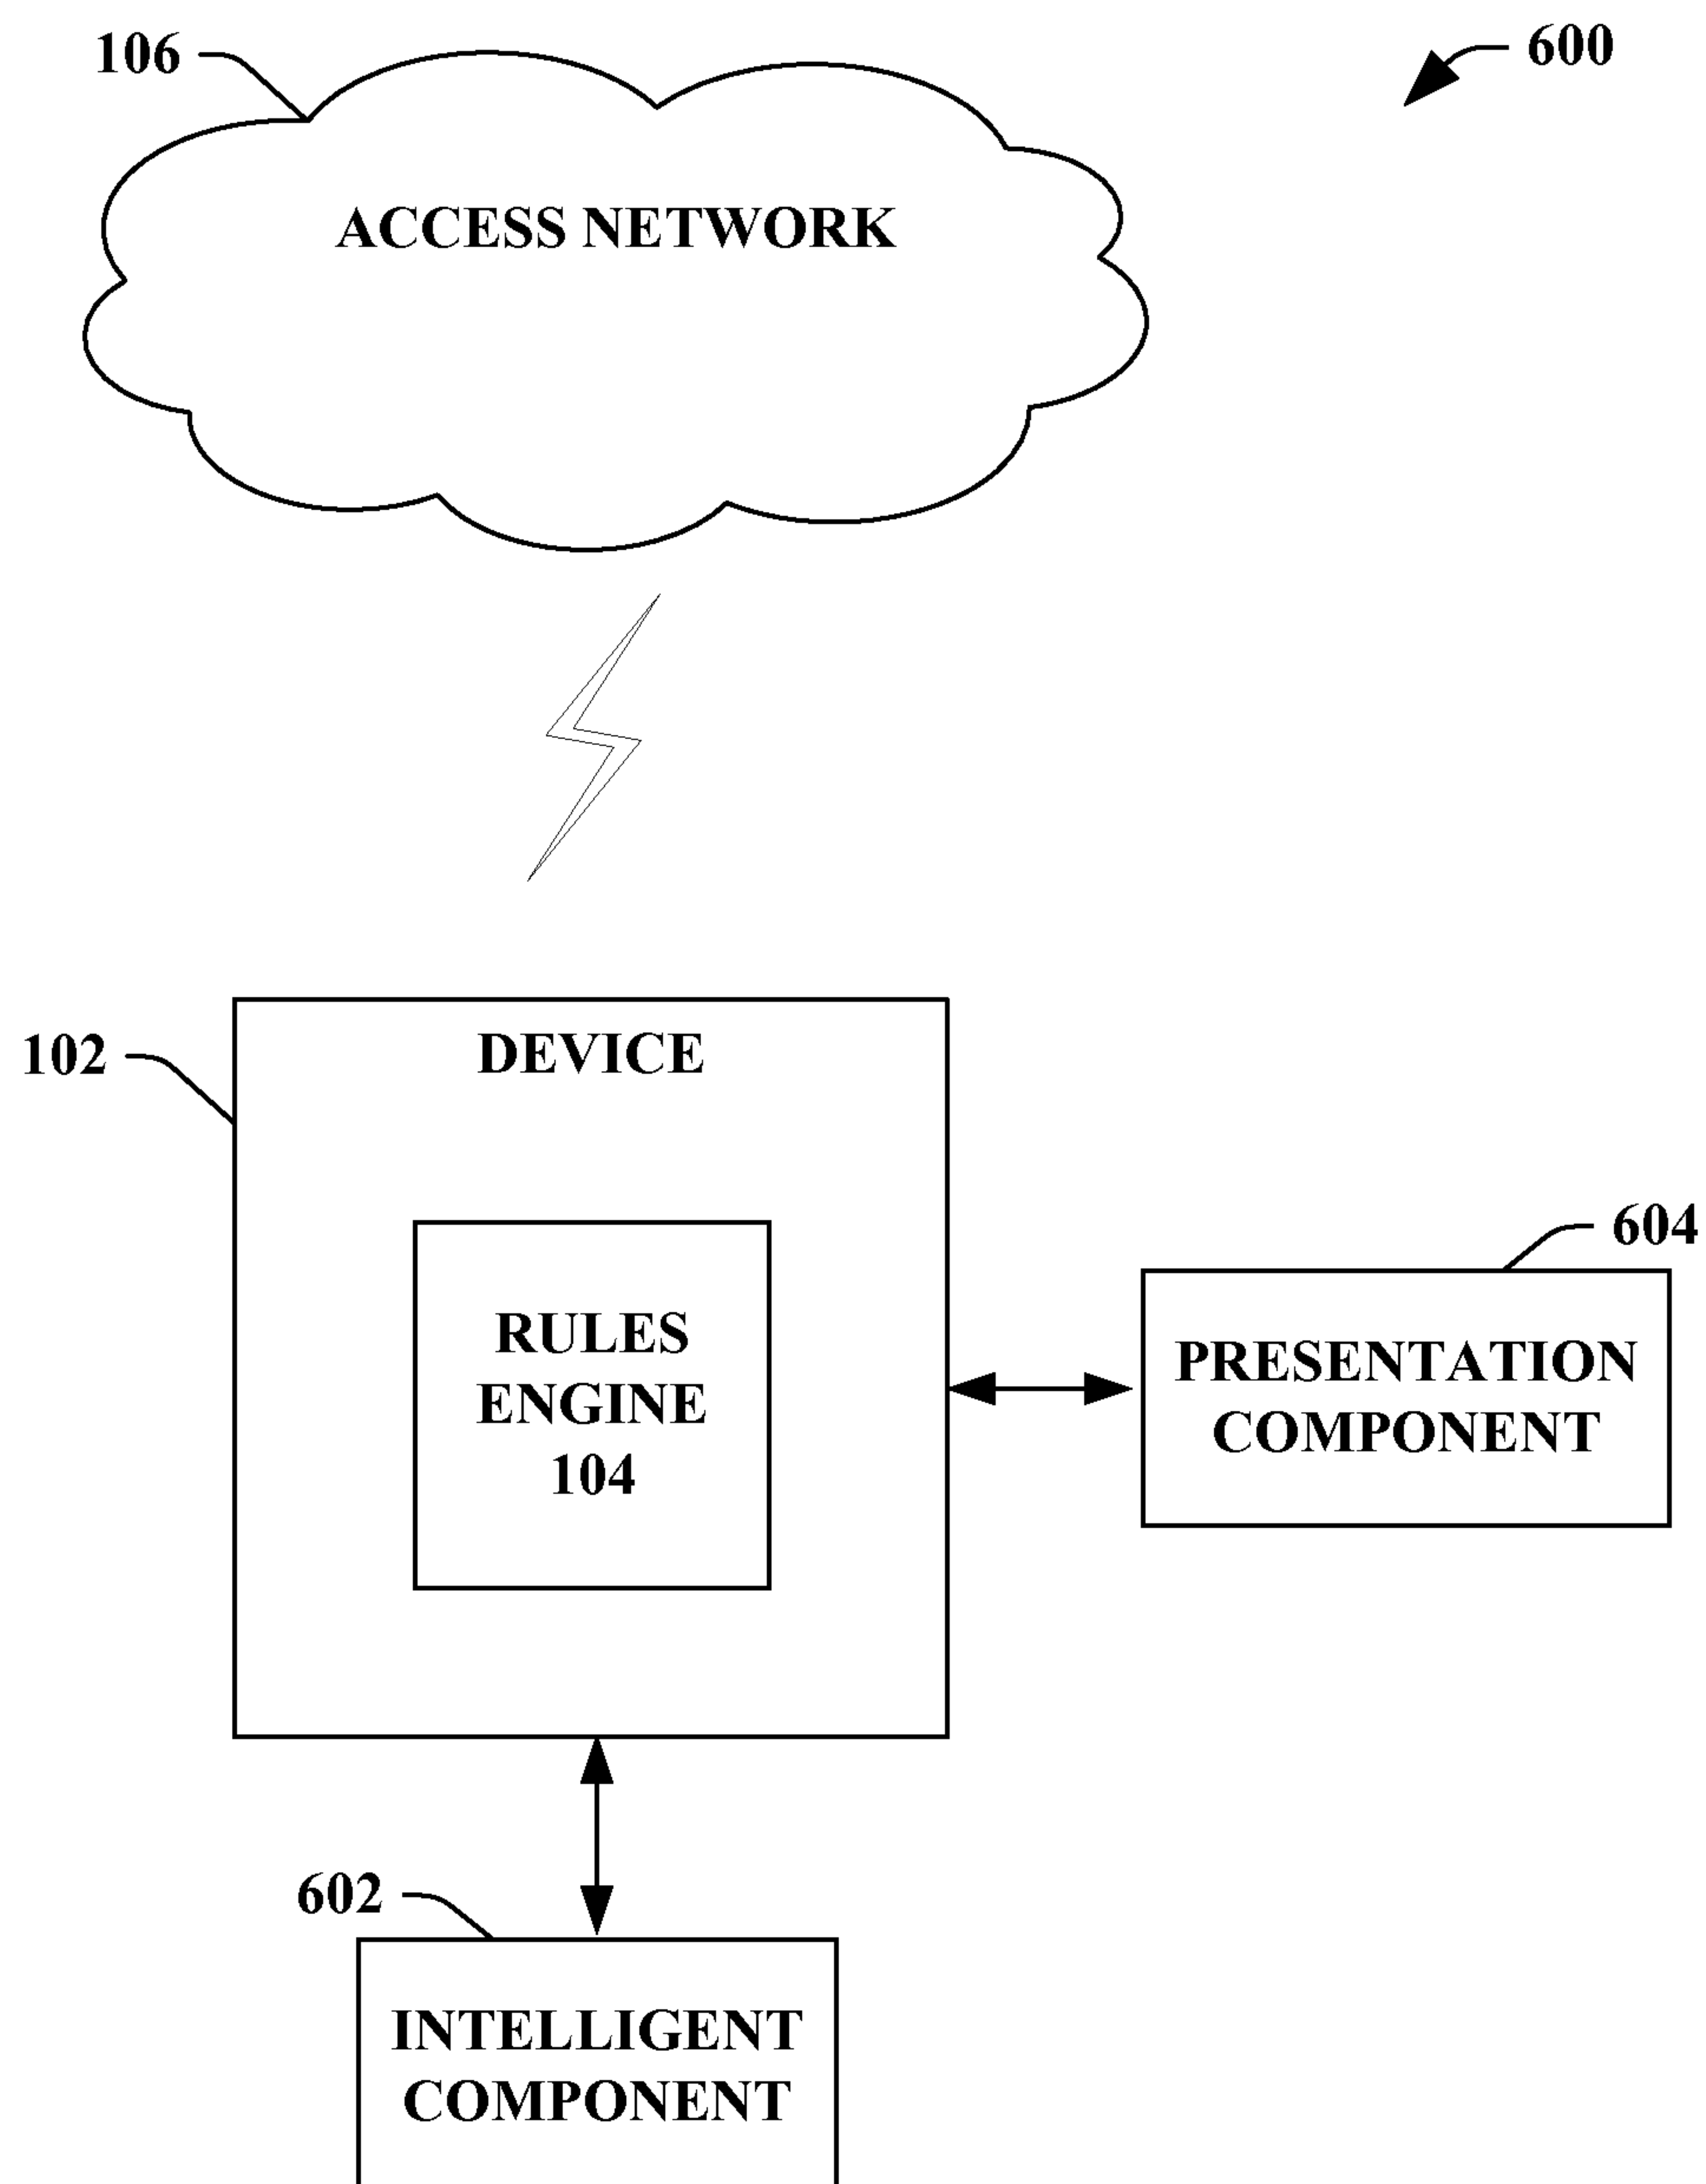 106
600
ACCESS NETWORK
102
DEVICE
RULES
ENGINE
104
604
PRESENTATION
COMPONENT
602
INTELLIGENT
COMPONENT